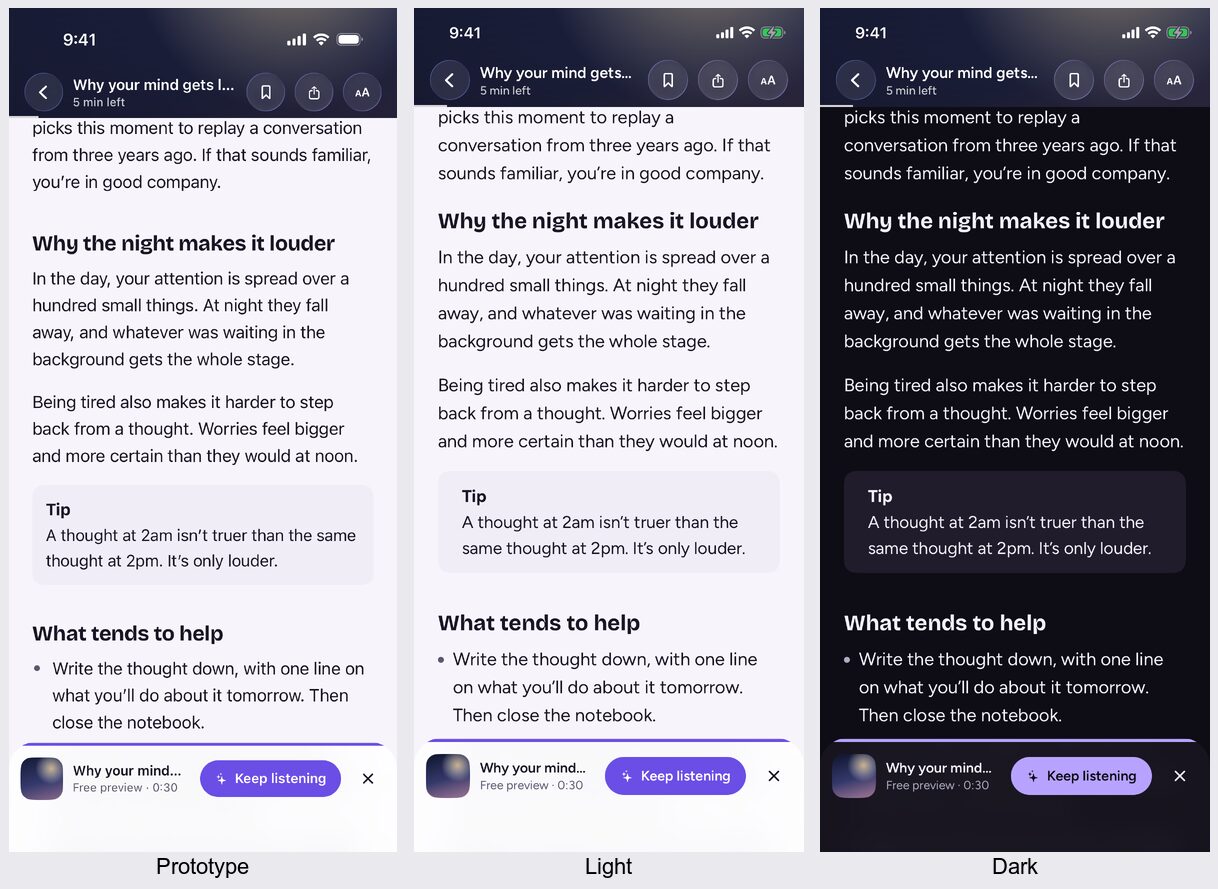 9:41
Why your mind gets l...
5 min left
AA
picks this moment to replay a conversation
from three years ago. If that sounds familiar,
you’re in good company.
Why the night makes it louder
In the day, your attention is spread over a
hundred small things. At night they fall
away, and whatever was waiting in the
background gets the whole stage.
Being tired also makes it harder to step
back from a thought. Worries feel bigger
and more certain than they would at noon.
Tip
A thought at 2am isn’t truer than the same
thought at 2pm. It’s only louder.
What tends to help
• Write the thought down, with one line on
what you’ll do about it tomorrow. Then
close the notebook.
Why your mind...
Free preview · 0:30
Keep listening
Prototype
9:41
Why your mind gets...
5 min left
AA
picks this moment to replay a
conversation from three years ago. If that
sounds familiar, you’re in good company.
Why the night makes it louder
In the day, your attention is spread over a
hundred small things. At night they fall
away, and whatever was waiting in the
background gets the whole stage.
Being tired also makes it harder to step
back from a thought. Worries feel bigger
and more certain than they would at noon.
Tip
A thought at 2am isn’t truer than the
same thought at 2pm. It’s only louder.
What tends to help
• Write the thought down, with one line
on what you’ll do about it tomorrow.
Then close the notebook.
Why your mind...
Free preview · 0:30
Keep listening
Light
9:41
Why your mind gets...
5 min left
AA
picks this moment to replay a
conversation from three years ago. If that
sounds familiar, you’re in good company.
Why the night makes it louder
In the day, your attention is spread over a
hundred small things. At night they fall
away, and whatever was waiting in the
background gets the whole stage.
Being tired also makes it harder to step
back from a thought. Worries feel bigger
and more certain than they would at noon.
Tip
A thought at 2am isn’t truer than the
same thought at 2pm. It’s only louder.
What tends to help
• Write the thought down, with one line
on what you’ll do about it tomorrow.
Then close the notebook.
Why your mind...
Free preview · 0:30
Keep listening
Dark